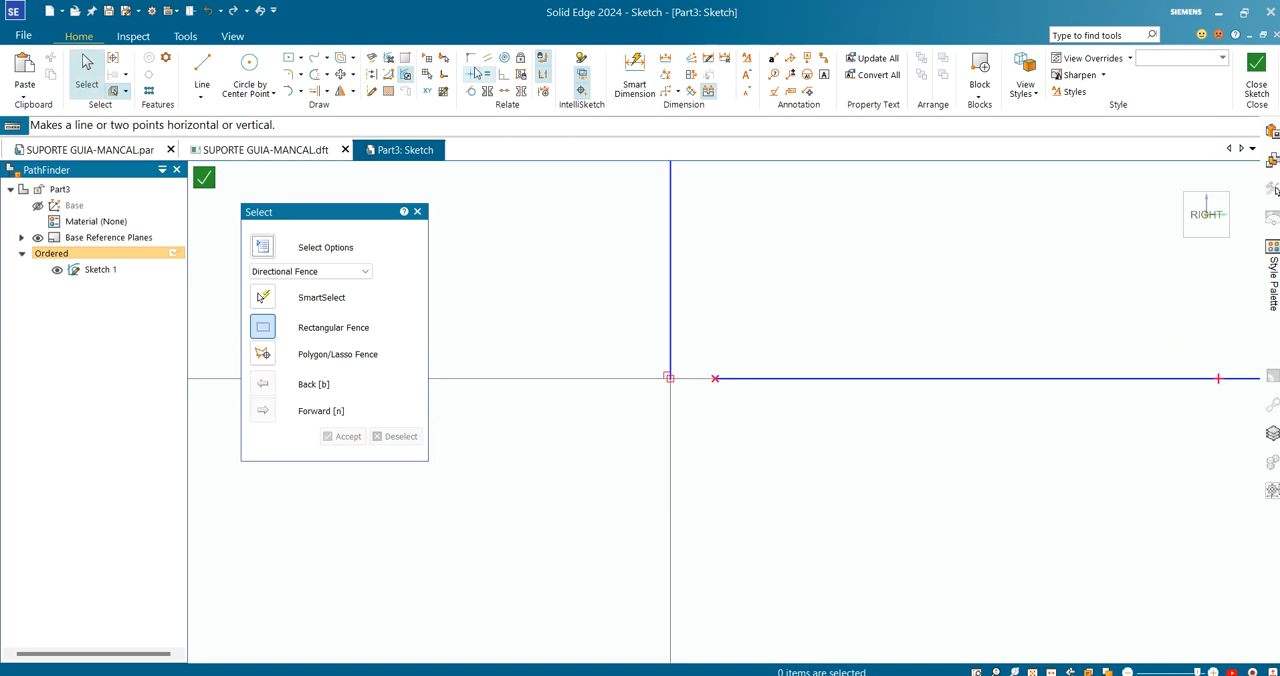 SE
Solid Edge 2024 - Sketch - [Part3: Sketch]
SIEMENS
File
Home
Inspect
Tools
View
Type to find tools
Paste
Clipboard
Select
Select
Features
Line
Circle by
Center Point
Draw
Relate
IntelliSketch
Smart
Dimension
Dimension
Annotation
Update All
Convert All
Property Text
Arrange
Block
Blocks
View
Styles
View Overrides
Sharpen
Styles
Style
Close
Sketch
Close
Makes a line or two points horizontal or vertical.
SUPORTE GUIA-MANCAL.par
SUPORTE GUIA-MANCAL.dft
Part3: Sketch
PathFinder
Part3
Base
Material (None)
Base Reference Planes
Ordered
Sketch 1
Select
Select Options
Directional Fence
SmartSelect
Rectangular Fence
Polygon/Lasso Fence
Back [b]
Forward [n]
Accept
Deselect
RIGHT
Style Palette
0 items are selected